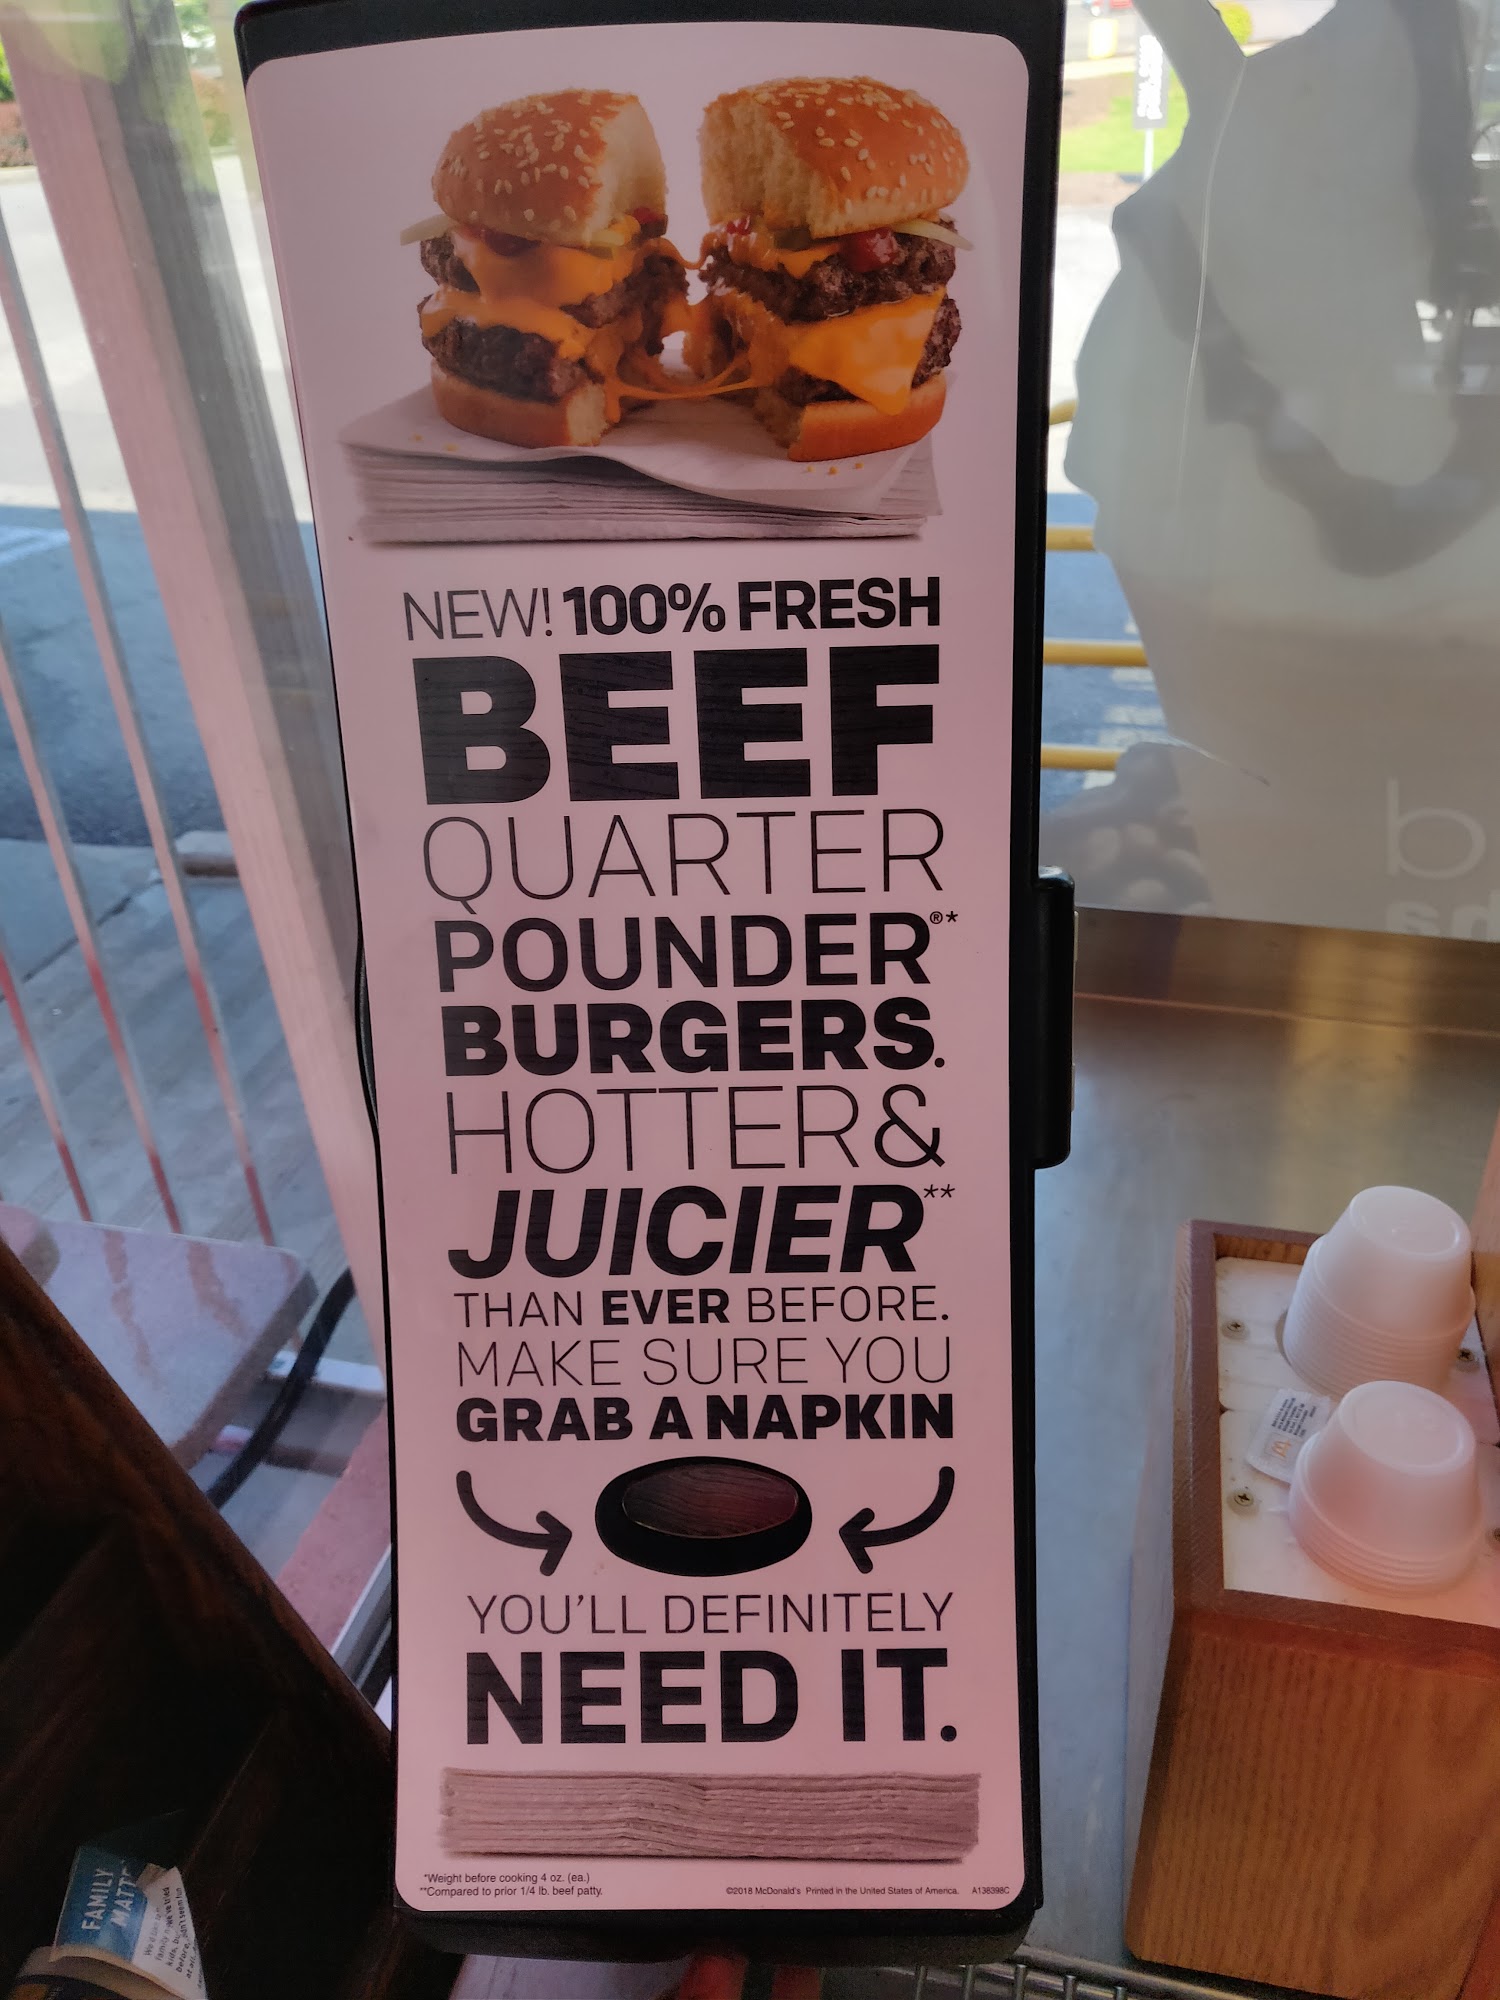 NEW! 100% FRESH
BEEF
QUARTER
POUNDER®*
BURGERS.
HOTTER &
JUICIER**
THAN EVER BEFORE.
MAKE SURE YOU
GRAB A NAPKIN
YOU'LL DEFINITELY
NEED IT.
*Weight before cooking 4 oz. (ea.)
**Compared to prior 1/4 lb. beef patty.
©2018 McDonald's Printed in the United States of America. A138398C
FAMILY